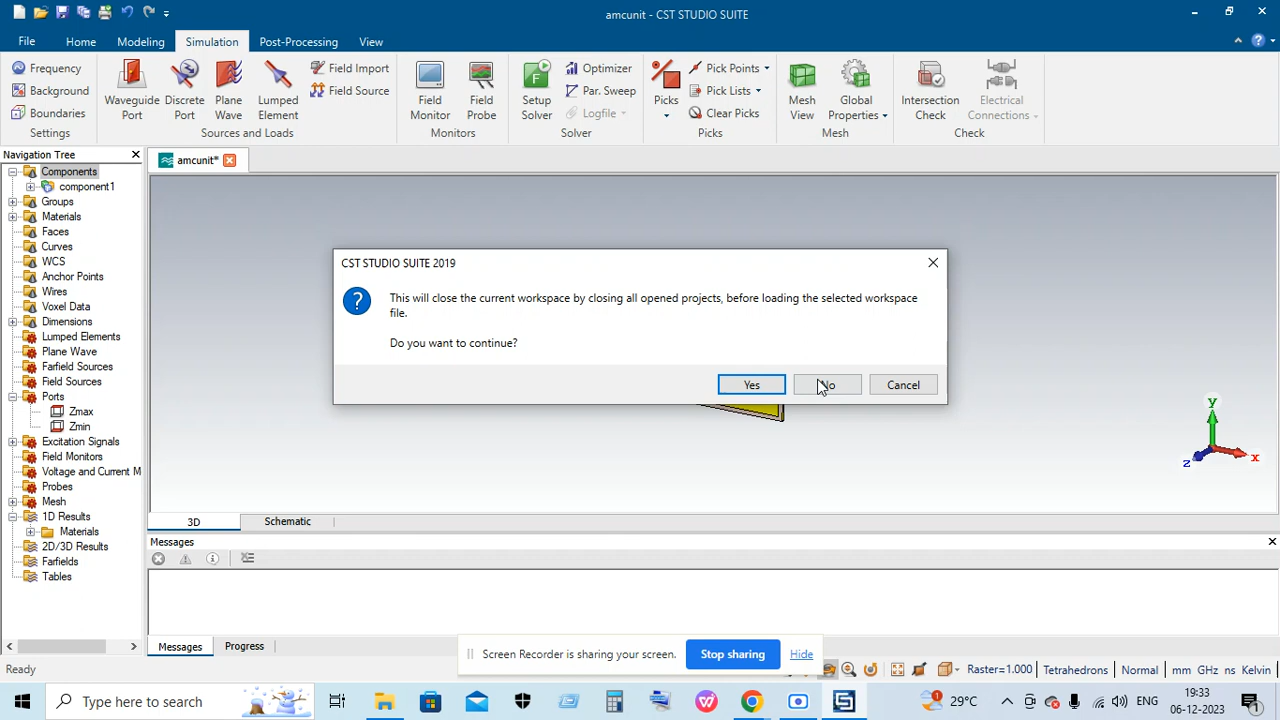 amcunit - CST STUDIO SUITE
File Home Modeling Simulation Post-Processing View
Frequency
Background
Boundaries
Settings
Waveguide Port
Discrete Port
Plane Wave
Lumped Element
Field Import
Field Source
Sources and Loads
Field Monitor
Field Probe
Monitors
Setup Solver
Optimizer
Par. Sweep
Logfile
Solver
Picks
Pick Points
Pick Lists
Clear Picks
Picks
Mesh View
Global Properties
Mesh
Intersection Check
Electrical Connections
Check
Navigation Tree
Components
component1
Groups
Materials
Faces
Curves
WCS
Anchor Points
Wires
Voxel Data
Dimensions
Lumped Elements
Plane Wave
Farfield Sources
Field Sources
Ports
Zmax
Zmin
Excitation Signals
Field Monitors
Voltage and Current M
Probes
Mesh
1D Results
Materials
2D/3D Results
Farfields
Tables
amcunit*
CST STUDIO SUITE 2019
This will close the current workspace by closing all opened projects, before loading the selected workspace
file.
Do you want to continue?
Yes No Cancel
y
x
z
3D Schematic
Messages
Messages Progress
Screen Recorder is sharing your screen. Stop sharing Hide
Ready
Raster=1.000 Tetrahedrons Normal mm GHz ns Kelvin
Type here to search
29°C
ENG
19:33
06-12-2023